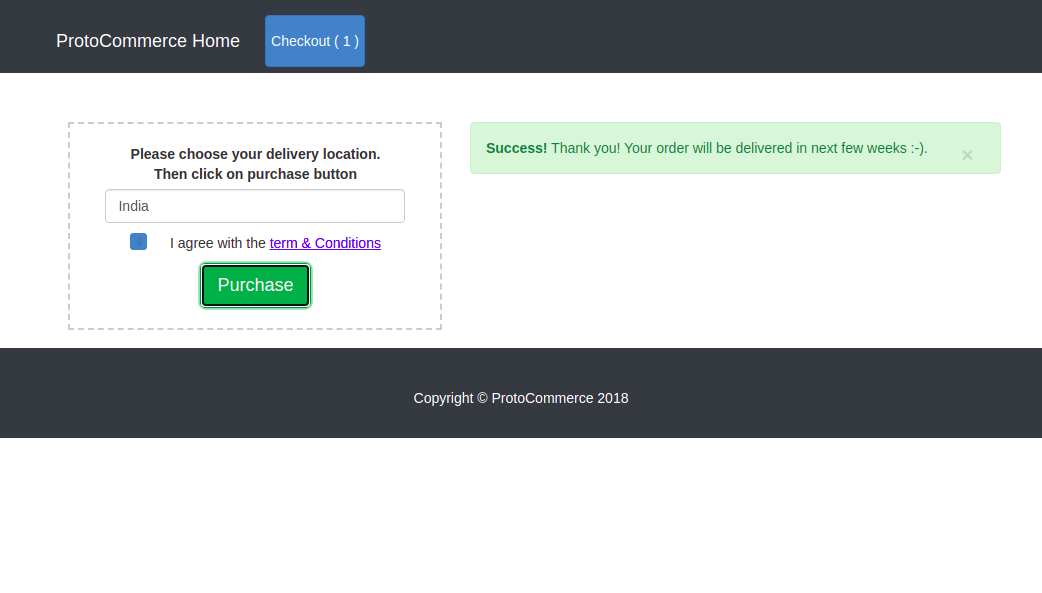 ProtoCommerce Home
Checkout ( 1 )
Please choose your delivery location.
Then click on purchase button
India
I agree with the term & Conditions
Purchase
Success! Thank you! Your order will be delivered in next few weeks :-).
×
Copyright © ProtoCommerce 2018